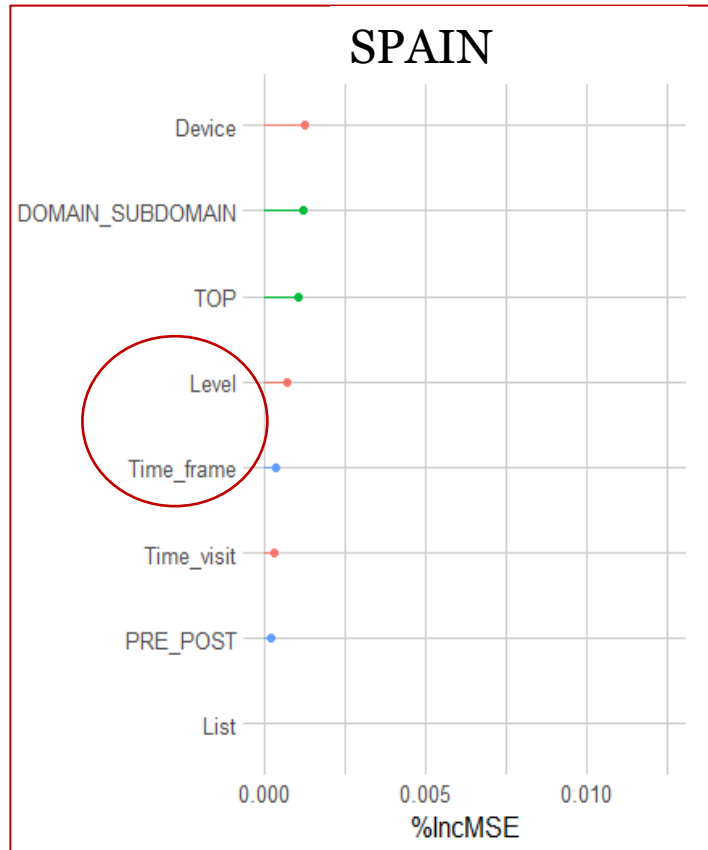 SPAIN
Device
DOMAIN_SUBDOMAIN
TOP
Level
Time_frame
Time_visit
PRE_POST
List
0.000 0.005 0.010
%IncMSE